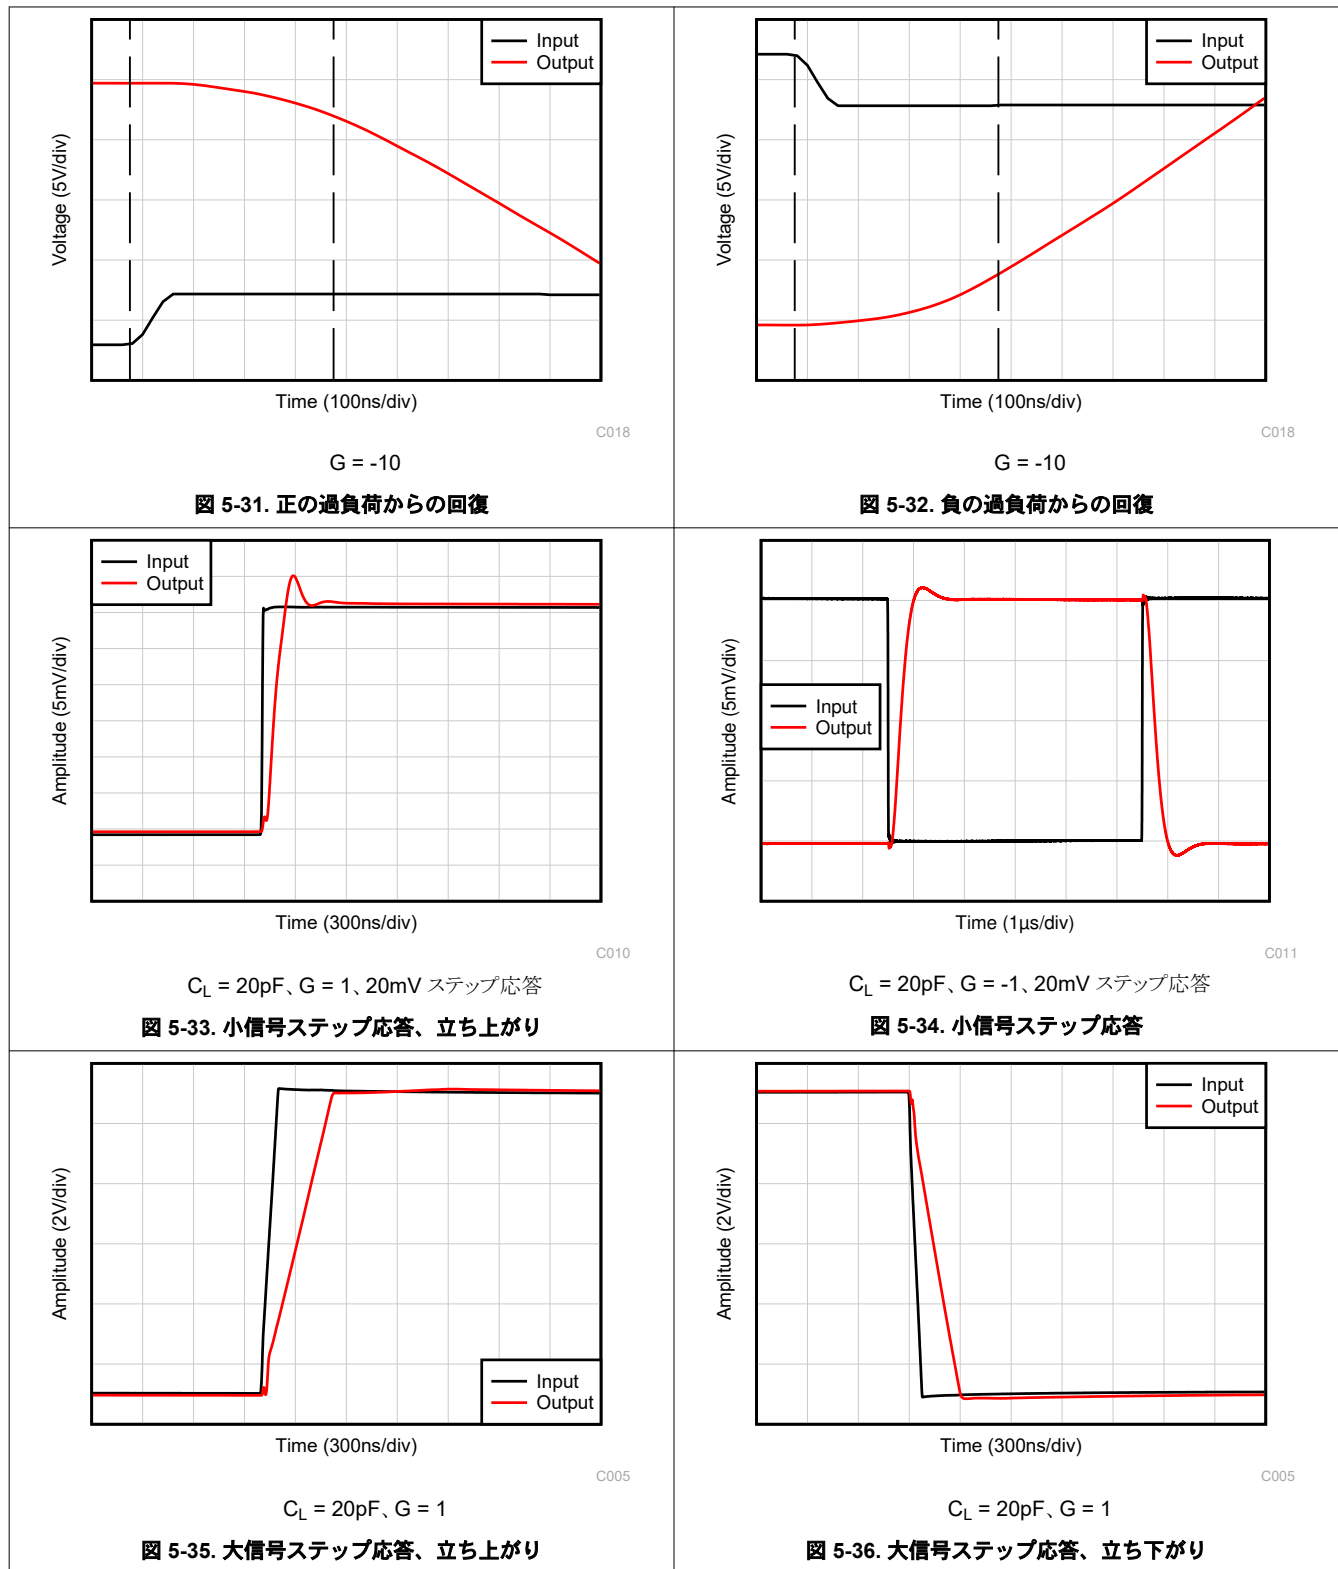 Input
Output
Voltage (5V/div)
Time (100ns/div)
C018
G = -10
図 5-31. 正の過負荷からの回復
Input
Output
Voltage (5V/div)
Time (100ns/div)
C018
G = -10
図 5-32. 負の過負荷からの回復
Input
Output
Amplitude (5mV/div)
Time (300ns/div)
C010
CL = 20pF、G = 1、20mV ステップ応答
図 5-33. 小信号ステップ応答、立ち上がり
Input
Output
Amplitude (5mV/div)
Time (1μs/div)
C011
CL = 20pF、G = -1、20mV ステップ応答
図 5-34. 小信号ステップ応答
Input
Output
Amplitude (2V/div)
Time (300ns/div)
C005
CL = 20pF、G = 1
図 5-35. 大信号ステップ応答、立ち上がり
Input
Output
Amplitude (2V/div)
Time (300ns/div)
C005
CL = 20pF、G = 1
図 5-36. 大信号ステップ応答、立ち下がり